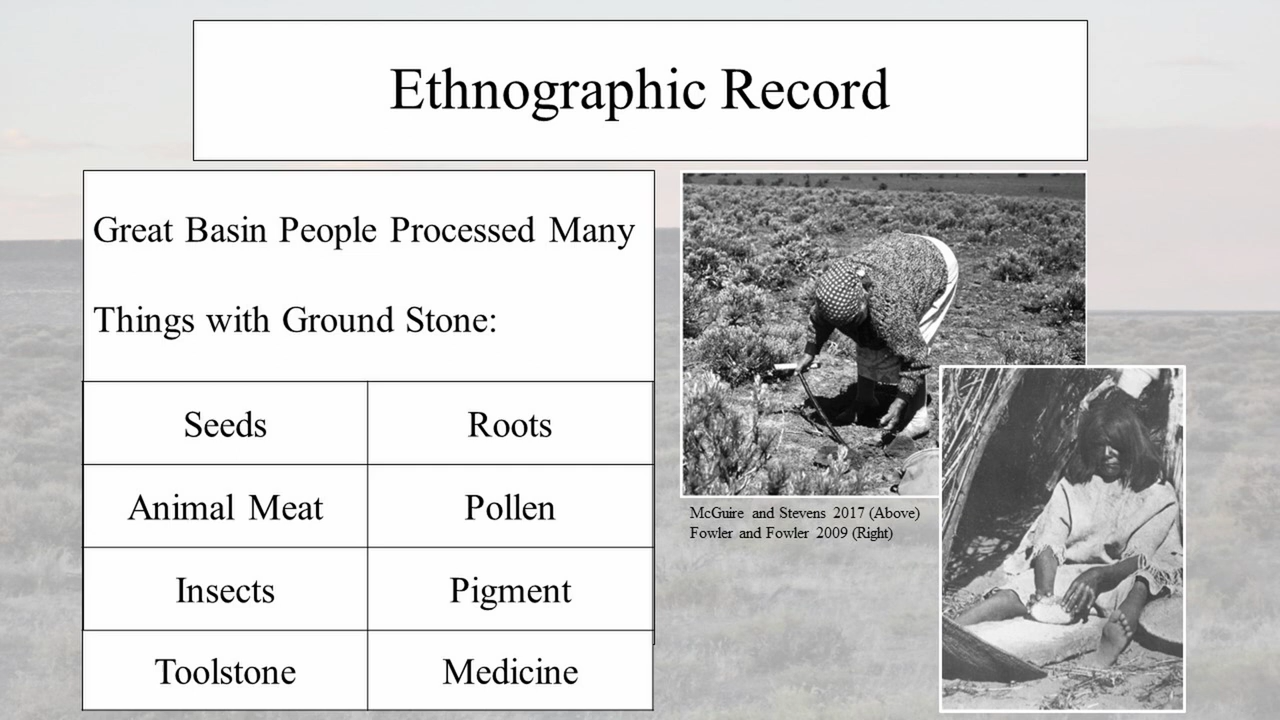 Ethnographic Record
Great Basin People Processed Many
Things with Ground Stone:
Seeds
Roots
Animal Meat
Pollen
Insects
Pigment
Toolstone
Medicine
McGuire and Stevens 2017 (Above)
Fowler and Fowler 2009 (Right)